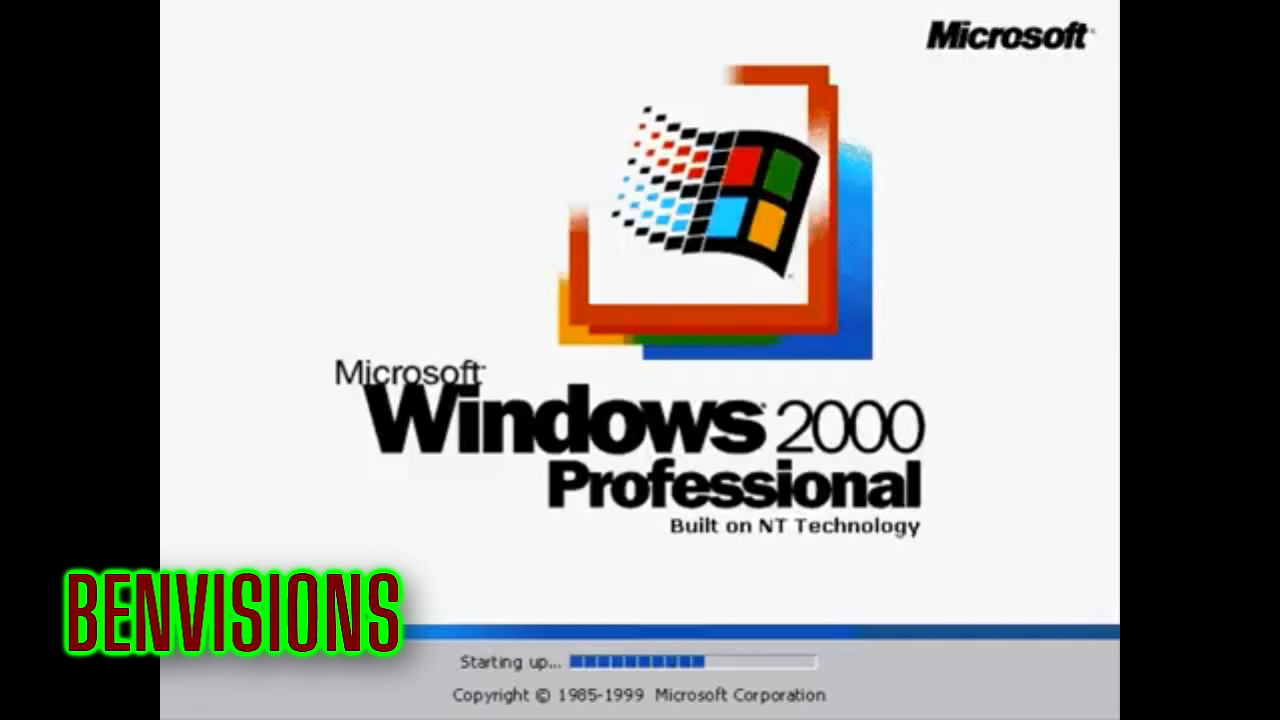 Microsoft
Microsoft
Windows 2000
Professional
Built on NT Technology
BENVISIONS
Starting up...
Copyright © 1985-1999 Microsoft Corporation